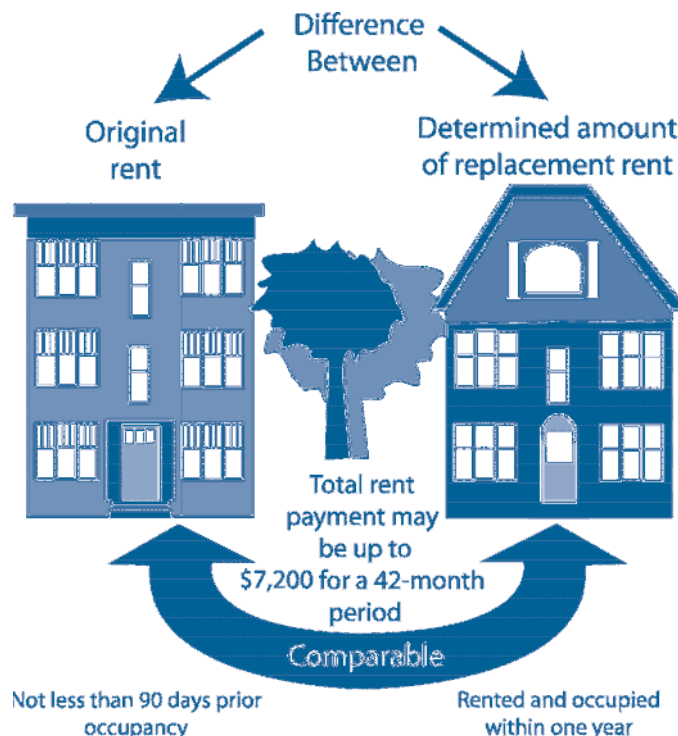 Difference
Between
Original
rent
Determined amount
of replacement rent
Total rent
payment may
be up to
$7,200 for a 42-month
period
Comparable
Not less than 90 days prior
occupancy
Rented and occupied
within one year